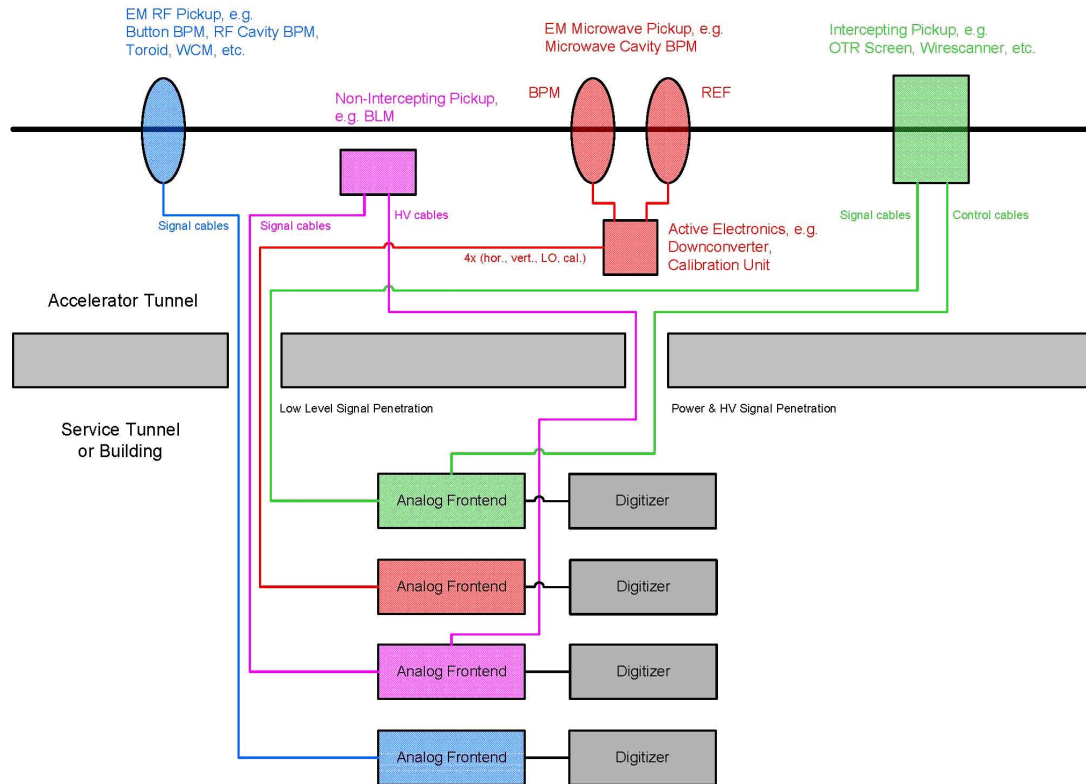 EM RF Pickup, e.g.
Button BPM, RF Cavity BPM,
Toroid, WCM, etc.
EM Microwave Pickup, e.g.
Microwave Cavity BPM
Intercepting Pickup, e.g.
OTR Screen, Wirescanner, etc.
Non-Intercepting Pickup,
e.g. BLM
BPM
REF
Signal cables
Signal cables
HV cables
Signal cables
Control cables
Active Electronics, e.g.
Downconverter,
Calibration Unit
4x (hor., vert., LO, cal.)
Accelerator Tunnel
Low Level Signal Penetration
Power & HV Signal Penetration
Service Tunnel
or Building
Analog Frontend
Digitizer
Analog Frontend
Digitizer
Analog Frontend
Digitizer
Analog Frontend
Digitizer